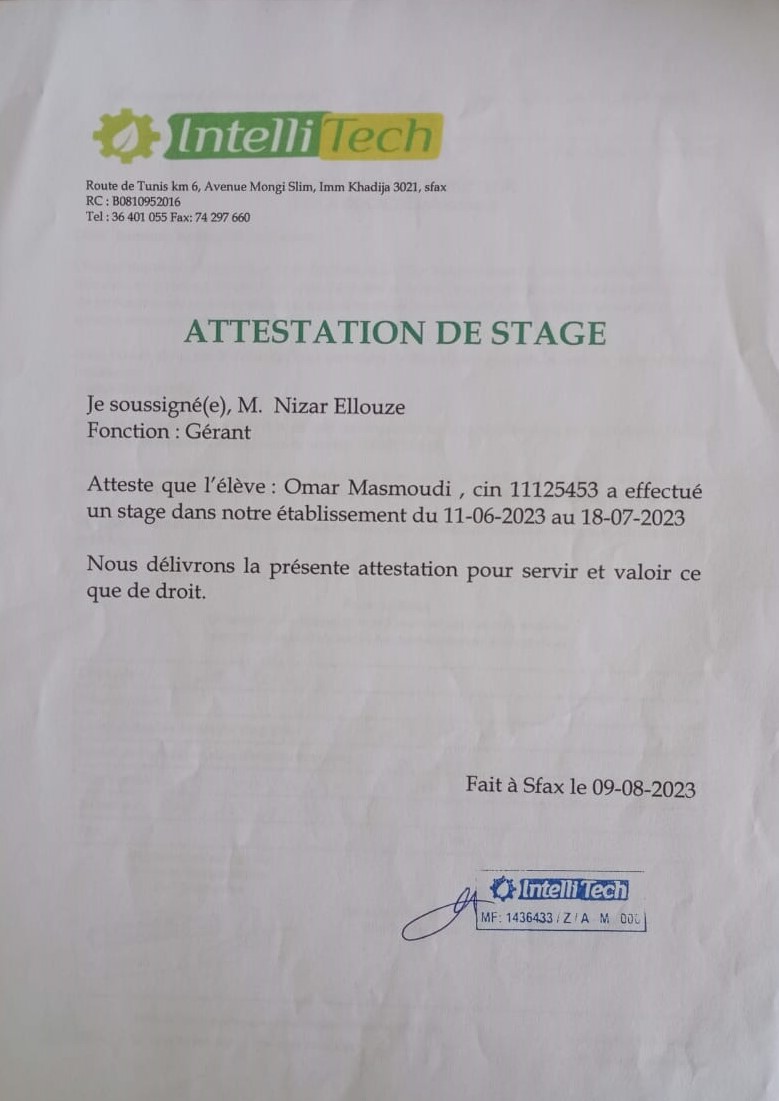 IntelliTech
Route de Tunis km 6, Avenue Mongi Slim, Imm Khadija 3021, sfax
RC : B0810952016
Tel : 36 401 055 Fax: 74 297 660
ATTESTATION DE STAGE
Je soussigné(e), M. Nizar Ellouze
Fonction : Gérant
Atteste que l'élève : Omar Masmoudi , cin 11125453 a effectué
un stage dans notre établissement du 11-06-2023 au 18-07-2023
Nous délivrons la présente attestation pour servir et valoir ce
que de droit.
Fait à Sfax le 09-08-2023
IntelliTech
MF: 1436433 / Z / A M